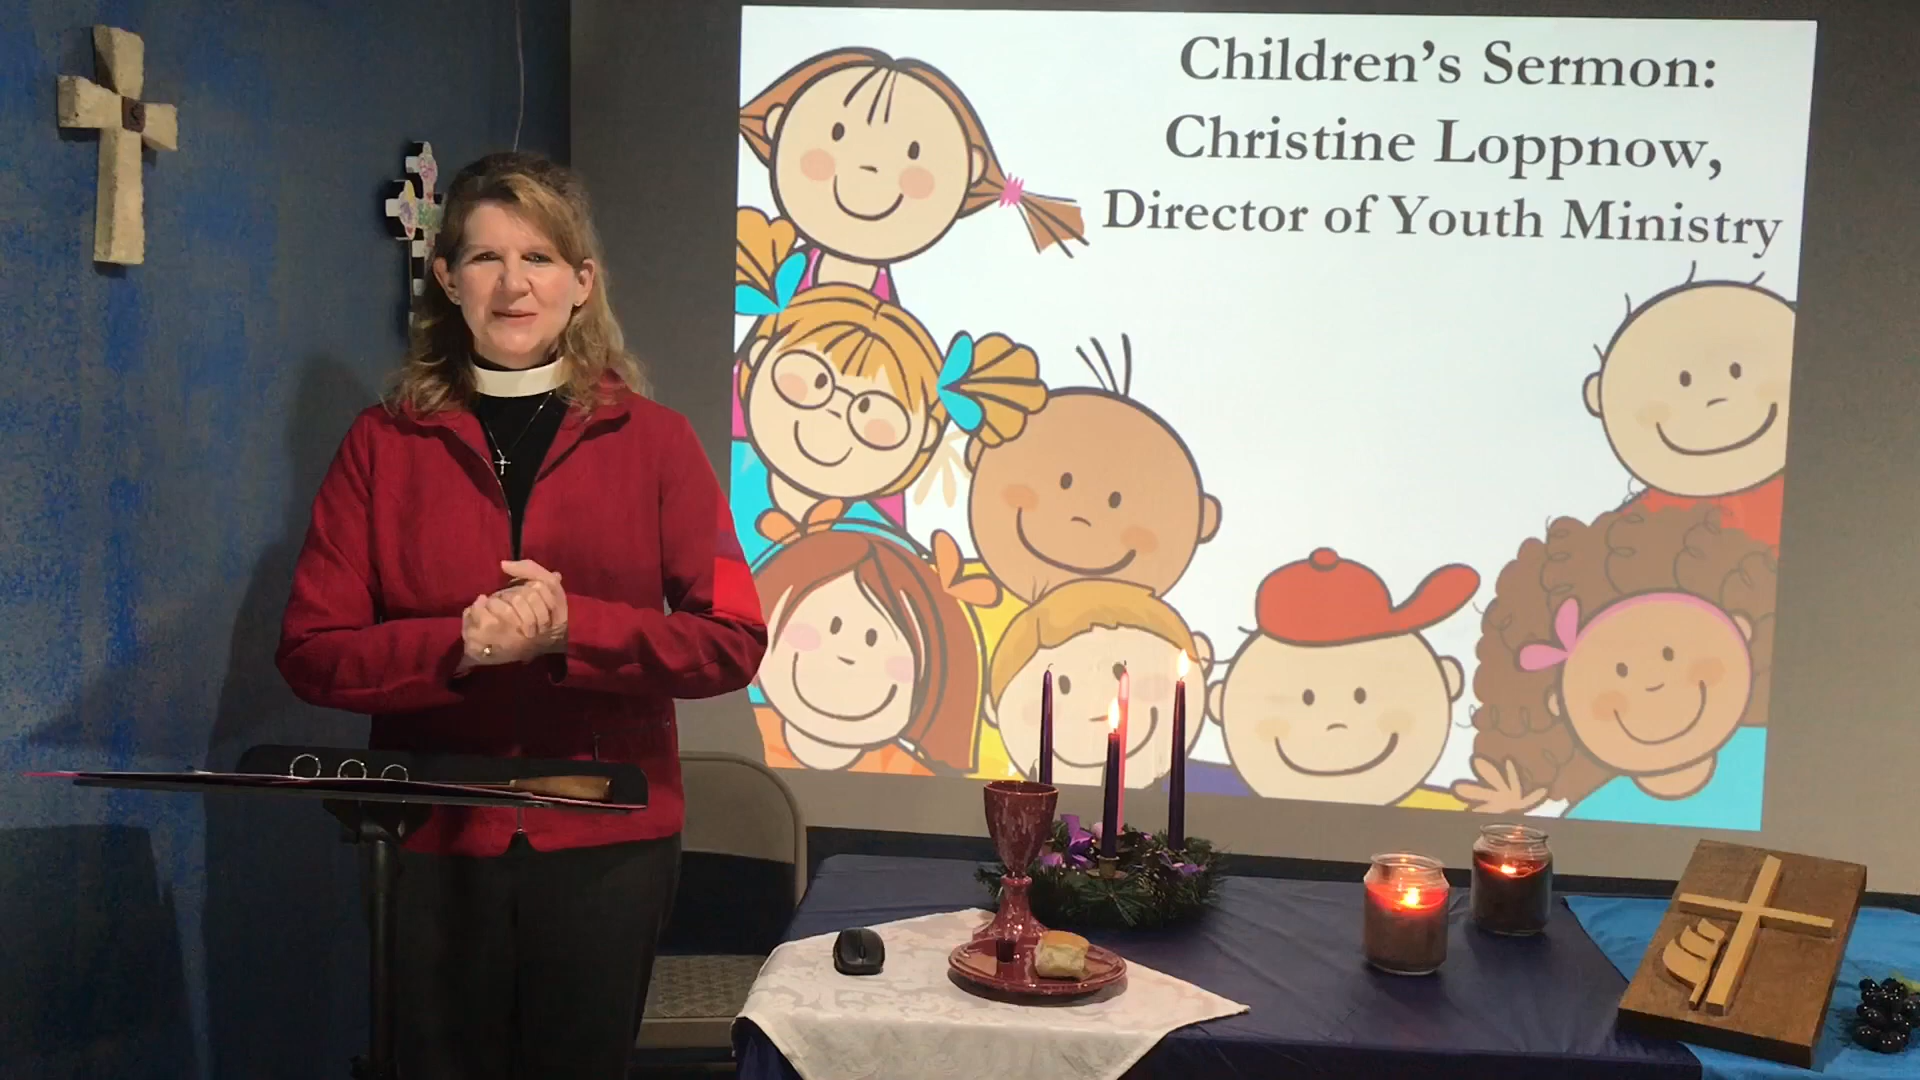 Children's Sermon:
Christine Loppnow,
Director of Youth Ministry